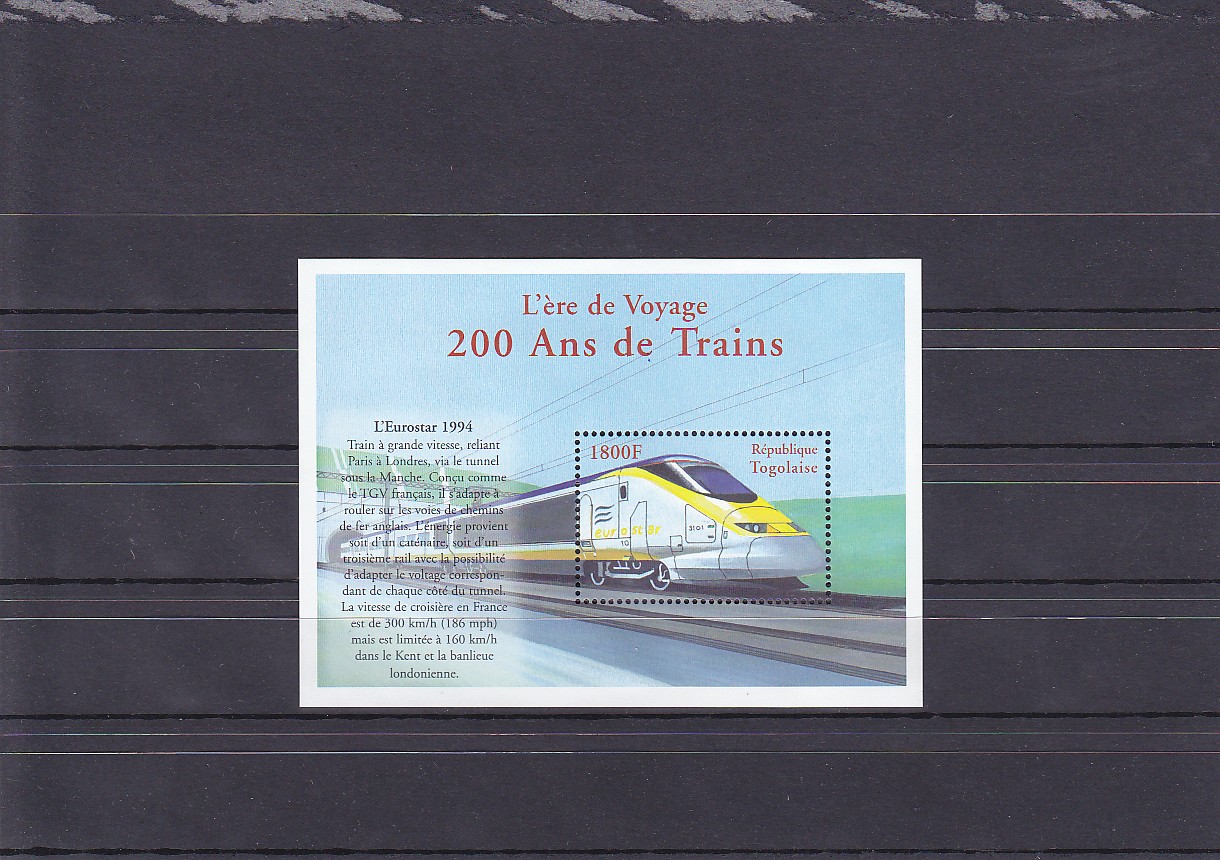 L'ère de Voyage
200 Ans de Trains
L'Eurostar 1994
Train à grande vitesse, reliant
Paris à Londres, via le tunnel
sous la Manche. Conçu comme
le TGV français, il s'adapte à
rouler sur les voies de chemins
de fer anglais. L'énergie provient
soit d'un caténaire, soit d'un
troisième rail avec la possibilité
d'adapter le voltage correspon-
dant de chaque côté du tunnel.
La vitesse de croisière en France
est de 300 km/h (186 mph)
mais est limitée à 160 km/h
dans le Kent et la banlieue
londonienne.
1800F
République
Togolaise
eurostar
3101
10